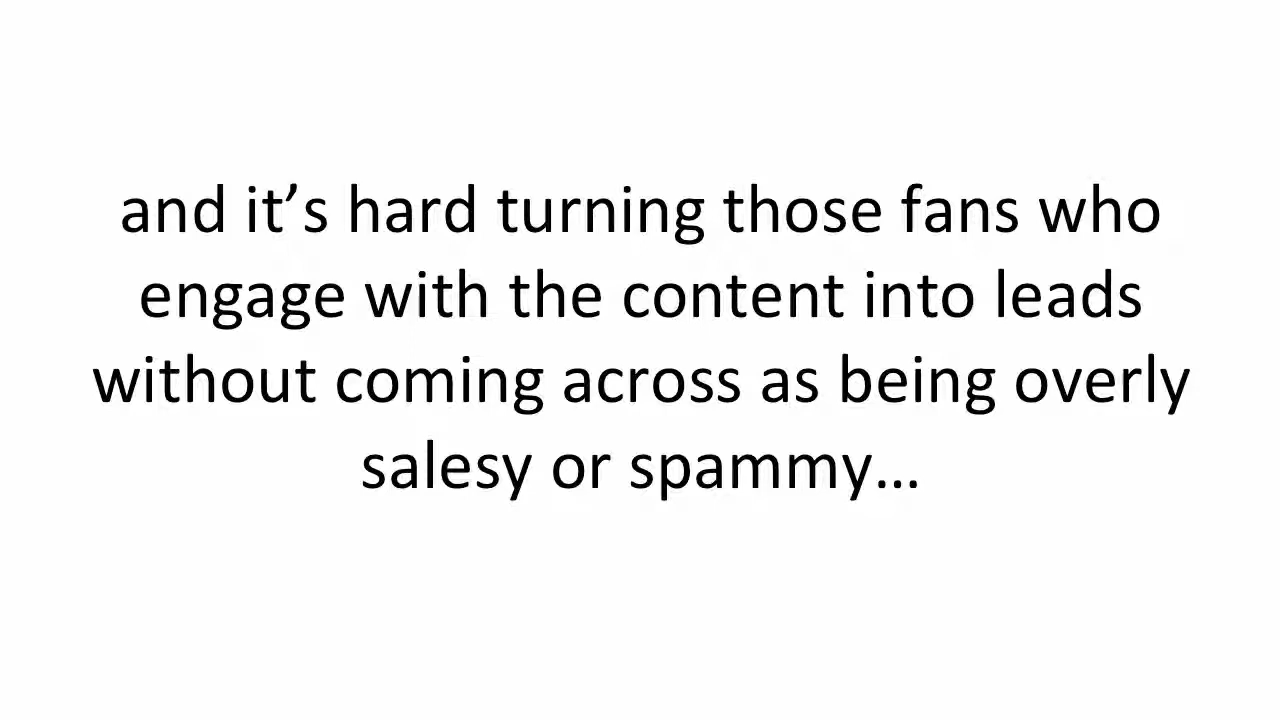 and it’s hard turning those fans who
engage with the content into leads
without coming across as being overly
salesy or spammy…